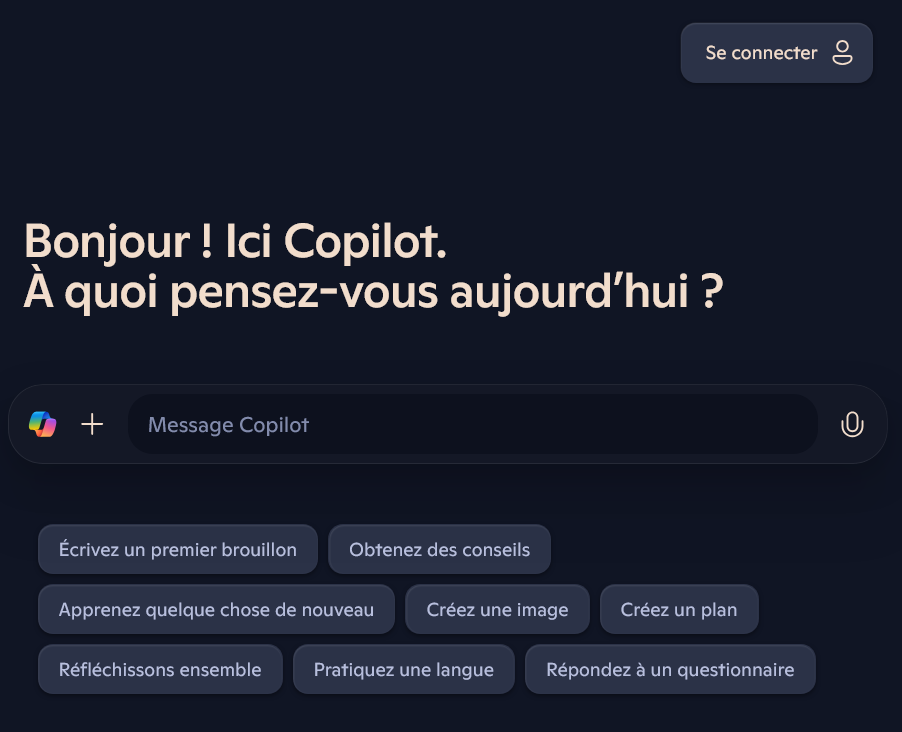 Se connecter
Bonjour ! Ici Copilot.
À quoi pensez-vous aujourd’hui ?
Message Copilot
Écrivez un premier brouillon
Obtenez des conseils
Apprenez quelque chose de nouveau
Créez une image
Créez un plan
Réfléchissons ensemble
Pratiquez une langue
Répondez à un questionnaire